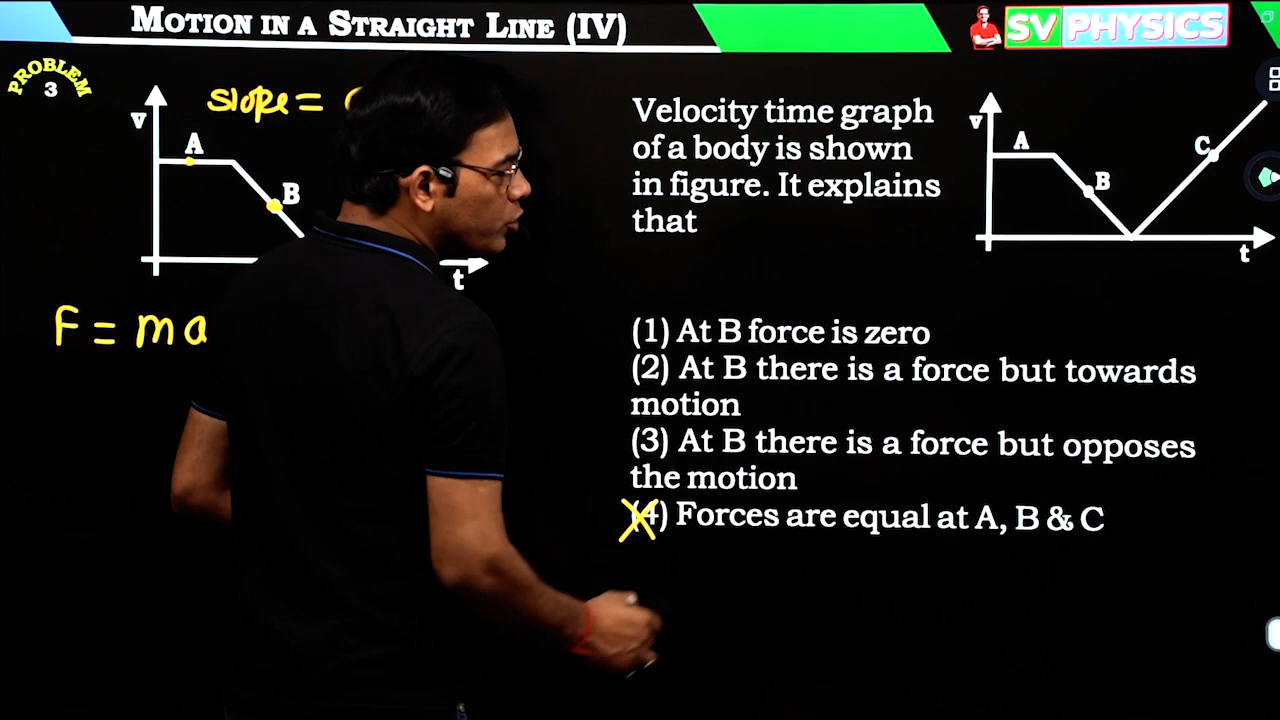 MOTION IN A STRAIGHT LINE (IV)
SV PHYSICS
PROBLEM
3
v
slope =
A
B
t
F = ma
Velocity time graph
of a body is shown
in figure. It explains
that
v
A
B
C
t
(1) At B force is zero
(2) At B there is a force but towards
motion
(3) At B there is a force but opposes
the motion
(4) Forces are equal at A, B & C